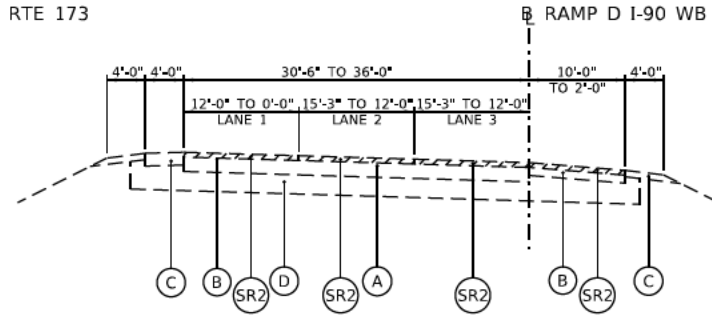 RTE 173
BL RAMP D I-90 WB
4'-0" 4'-0" 30'-6" TO 36'-0" 10'-0" 4'-0"
TO 2'-0"
12'-0" TO 0'-0" 15'-3" TO 12'-0" 15'-3" TO 12'-0"
LANE 1 LANE 2 LANE 3
C B SR2 D SR2 A SR2 B SR2 C